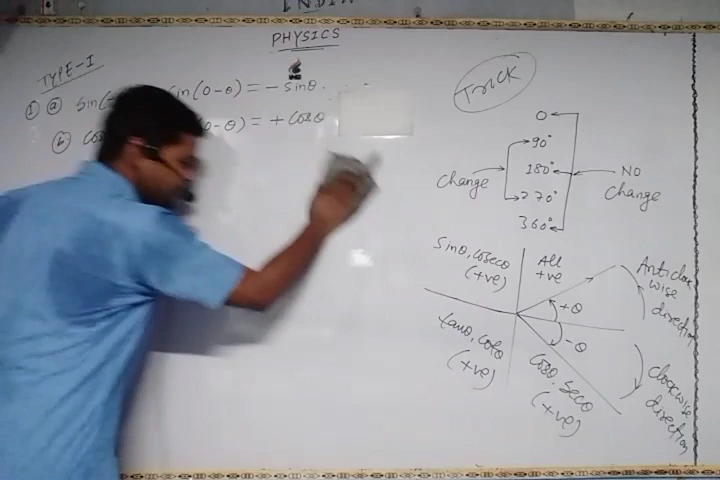 PHYSICS
TYPE-I
① ⓐ sin(      in(0-θ) = - sinθ.
ⓑ cos      0-θ) = + cosθ
Trick
0
90°
180°
270°
360°
Change
NO
Change
Sinθ, cosecθ
(+ve)
All
+ve
tanθ, cotθ
(+ve)
cosθ, secθ
(+ve)
+θ
-θ
Anticlock
wise
direction
Clockwise
direction